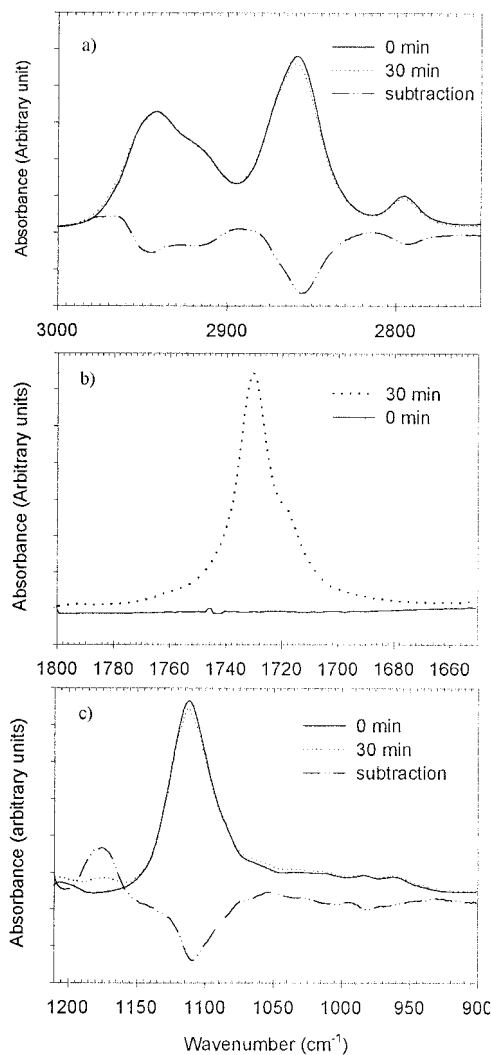 Absorbance (Arbitrary unit)
a)
0 min
30 min
subtraction
3000 2900 2800
Absorbance (Arbitrary units)
b)
30 min
0 min
1800 1780 1760 1740 1720 1700 1680 1660
Absorbance (arbitrary units)
c)
0 min
30 min
subtraction
1200 1150 1100 1050 1000 950 900
Wavenumber (cm⁻¹)